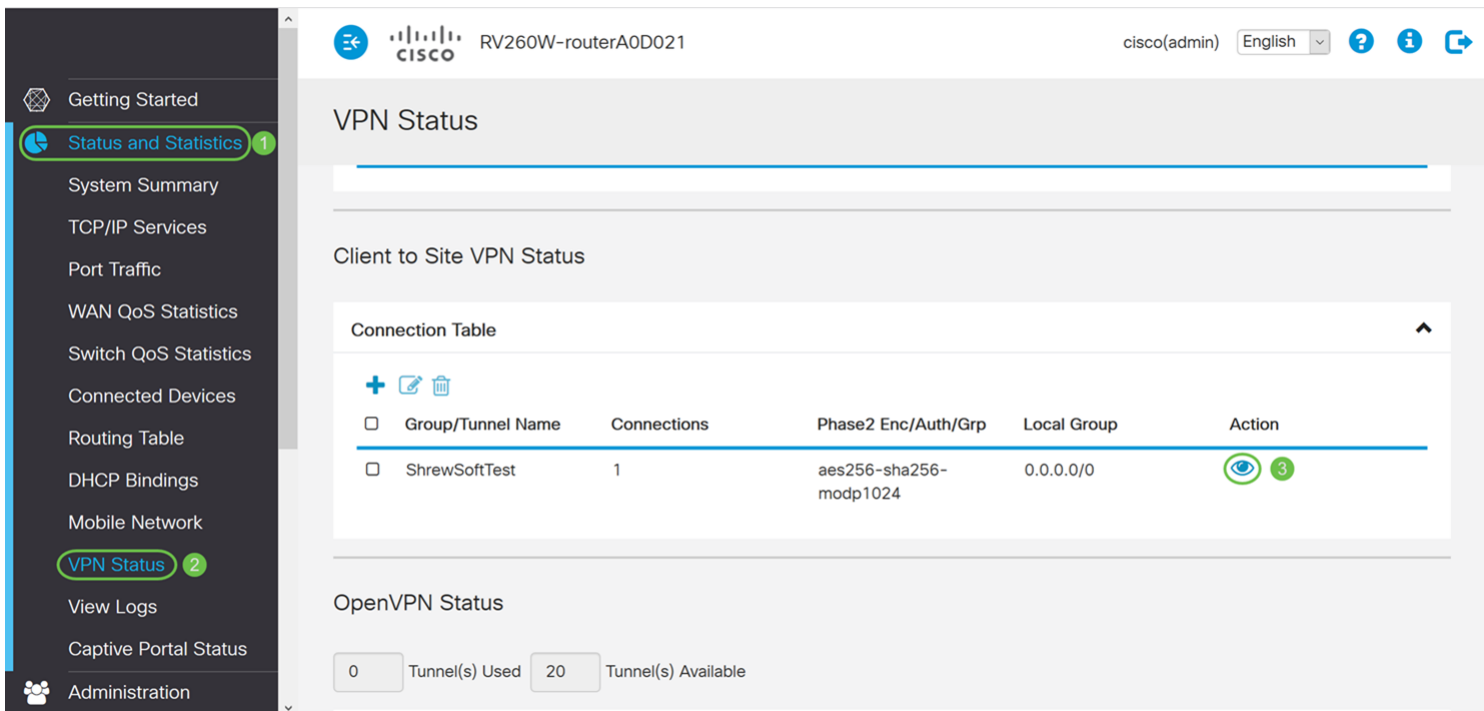 CISCO
RV260W-routerA0D021
cisco(admin)
English
?
i
Getting Started
Status and Statistics 1
System Summary
TCP/IP Services
Port Traffic
WAN QoS Statistics
Switch QoS Statistics
Connected Devices
Routing Table
DHCP Bindings
Mobile Network
VPN Status 2
View Logs
Captive Portal Status
Administration
VPN Status
Client to Site VPN Status
Connection Table
Group/Tunnel Name Connections Phase2 Enc/Auth/Grp Local Group Action
ShrewSoftTest 1 aes256-sha256- 0.0.0.0/0 3
modp1024
OpenVPN Status
0 Tunnel(s) Used 20 Tunnel(s) Available